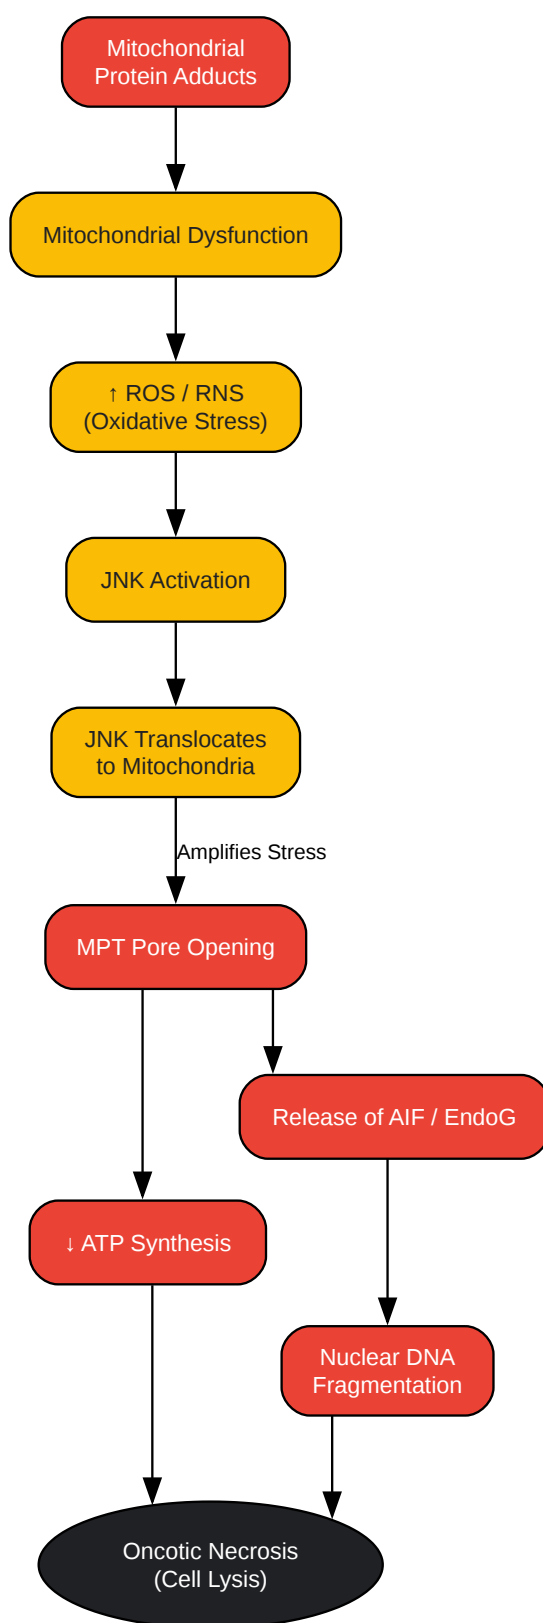 Mitochondrial
Protein Adducts
Mitochondrial Dysfunction
↑ ROS / RNS
(Oxidative Stress)
JNK Activation
JNK Translocates
to Mitochondria
Amplifies Stress
MPT Pore Opening
Release of AIF / EndoG
↓ ATP Synthesis
Nuclear DNA
Fragmentation
Oncotic Necrosis
(Cell Lysis)